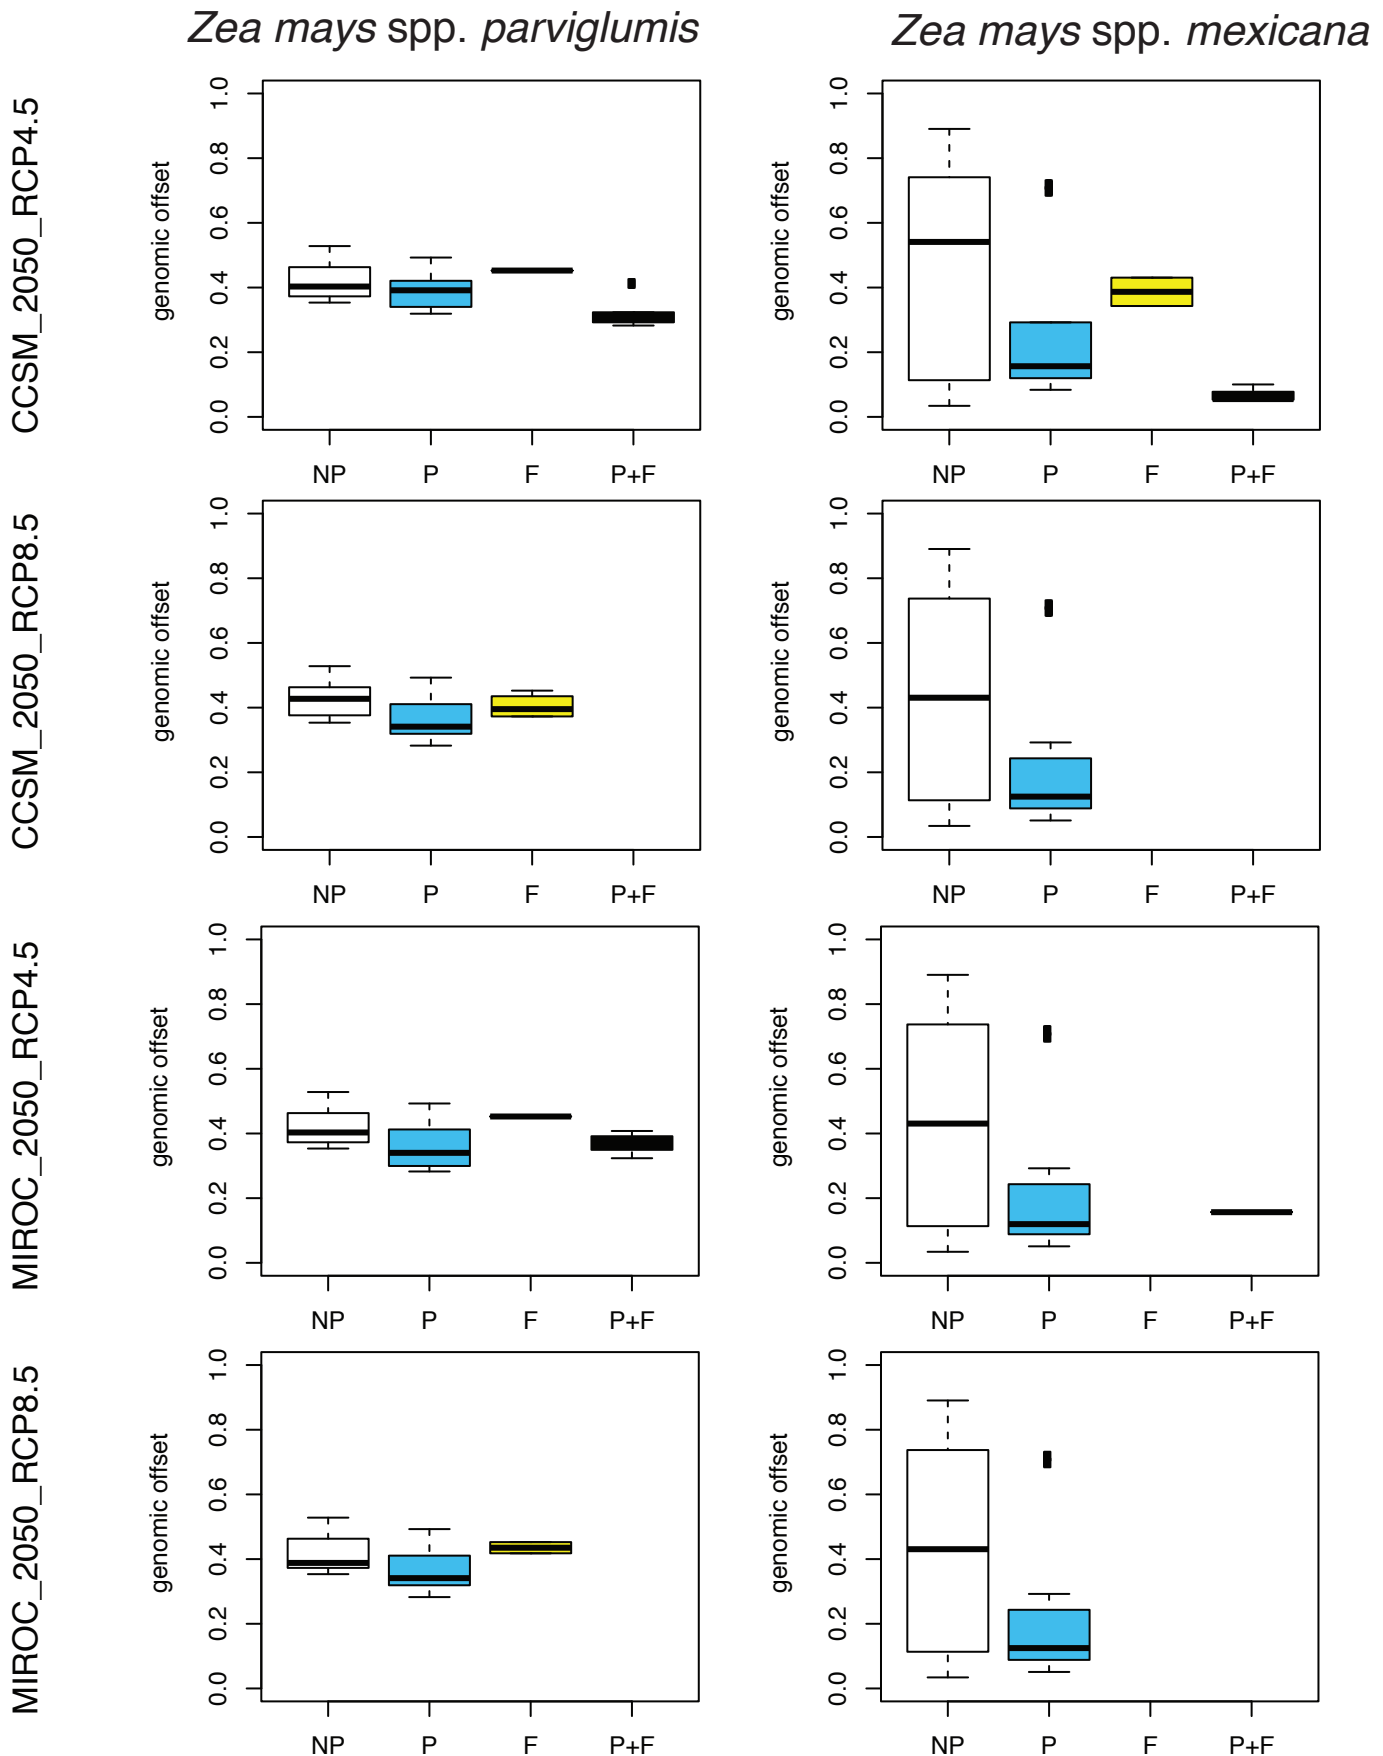 Zea mays spp. parviglumis
Zea mays spp. mexicana
CCSM_2050_RCP4.5
genomic offset
0.0 0.2 0.4 0.6 0.8 1.0
NP P F P+F
genomic offset
0.0 0.2 0.4 0.6 0.8 1.0
NP P F P+F
CCSM_2050_RCP8.5
genomic offset
0.0 0.2 0.4 0.6 0.8 1.0
NP P F P+F
genomic offset
0.0 0.2 0.4 0.6 0.8 1.0
NP P F P+F
MIROC_2050_RCP4.5
genomic offset
0.0 0.2 0.4 0.6 0.8 1.0
NP P F P+F
genomic offset
0.0 0.2 0.4 0.6 0.8 1.0
NP P F P+F
MIROC_2050_RCP8.5
genomic offset
0.0 0.2 0.4 0.6 0.8 1.0
NP P F P+F
genomic offset
0.0 0.2 0.4 0.6 0.8 1.0
NP P F P+F